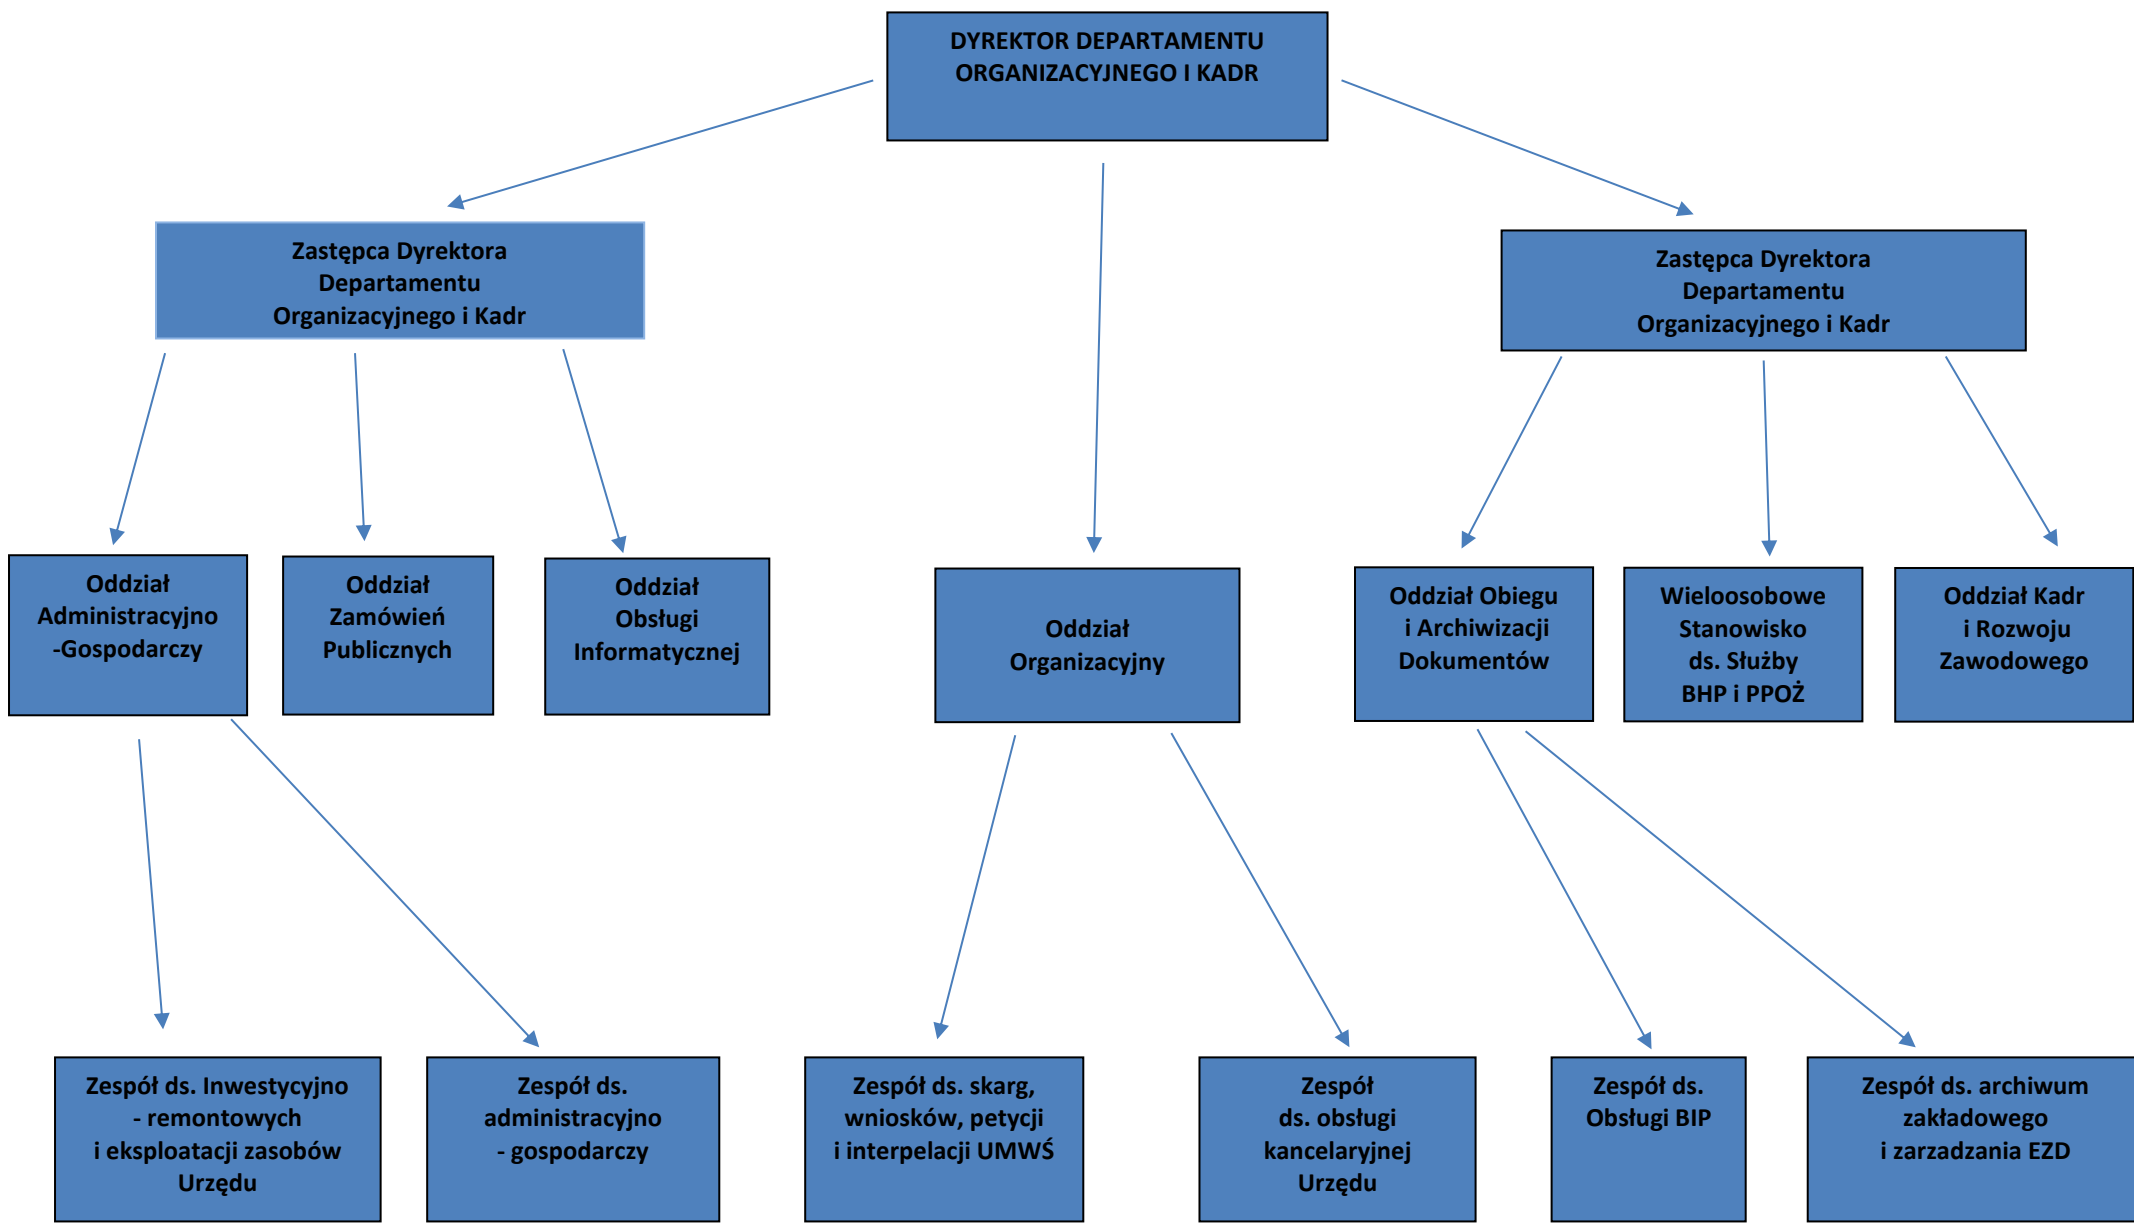 DYREKTOR DEPARTAMENTU
ORGANIZACYJNEGO I KADR
Zastępca Dyrektora
Departamentu
Organizacyjnego i Kadr
Zastępca Dyrektora
Departamentu
Organizacyjnego i Kadr
Oddział
Administracyjno
-Gospodarczy
Oddział
Zamówień
Publicznych
Oddział
Obsługi
Informatycznej
Oddział
Organizacyjny
Oddział Obiegu
i Archiwizacji
Dokumentów
Wieloosobowe
Stanowisko
ds. Służby
BHP i PPOŻ
Oddział Kadr
i Rozwoju
Zawodowego
Zespół ds. Inwestycyjno
- remontowych
i eksploatacji zasobów
Urzędu
Zespół ds.
administracyjno
- gospodarczy
Zespół ds. skarg,
wniosków, petycji
i interpelacji UMWŚ
Zespół
ds. obsługi
kancelaryjnej
Urzędu
Zespół ds.
Obsługi BIP
Zespół ds. archiwum
zakładowego
i zarzadzania EZD